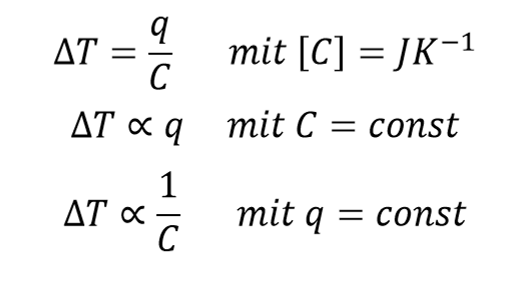 ΔT = q/C mit [C] = JK⁻¹
ΔT ∝ q mit C = const
ΔT ∝ 1/C mit q = const